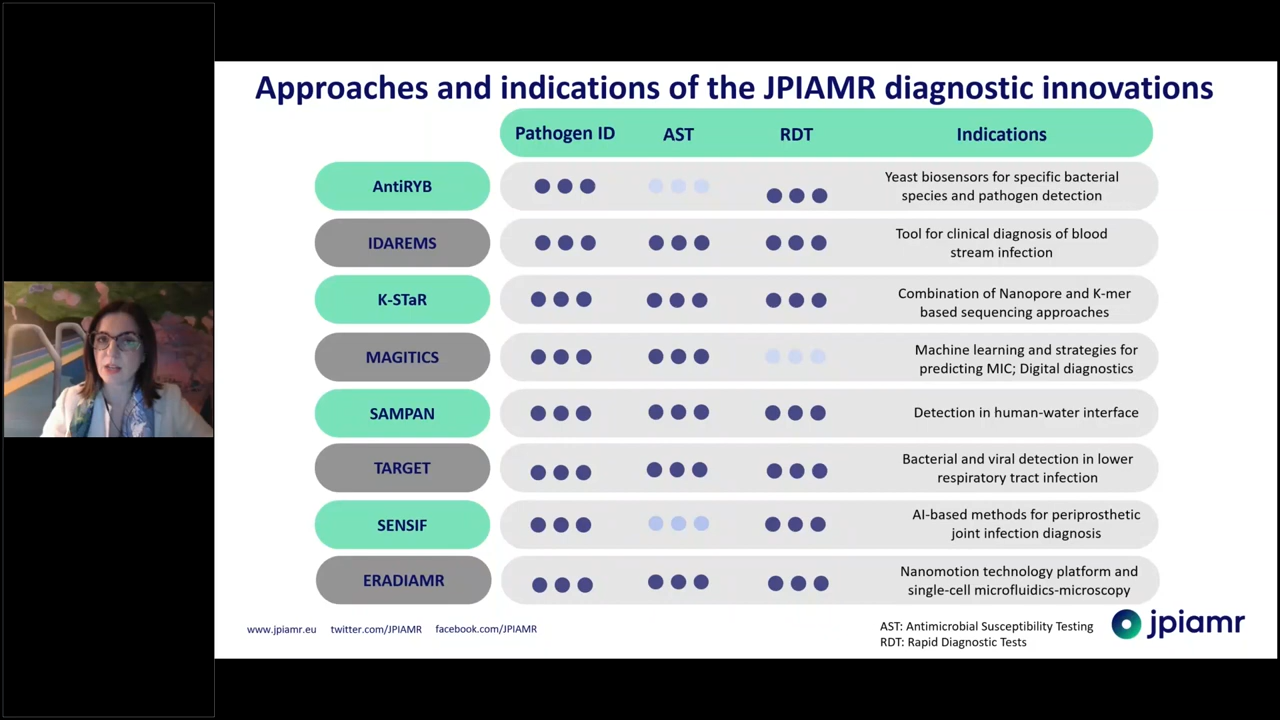 Approaches and indications of the JPIAMR diagnostic innovations
Pathogen ID AST RDT Indications
AntiRYB
Yeast biosensors for specific bacterial
species and pathogen detection
IDAREMS
Tool for clinical diagnosis of blood
stream infection
K-STaR
Combination of Nanopore and K-mer
based sequencing approaches
MAGITICS
Machine learning and strategies for
predicting MIC; Digital diagnostics
SAMPAN
Detection in human-water interface
TARGET
Bacterial and viral detection in lower
respiratory tract infection
SENSIF
AI-based methods for periprosthetic
joint infection diagnosis
ERADIAMR
Nanomotion technology platform and
single-cell microfluidics-microscopy
www.jpiamr.eu twitter.com/JPIAMR facebook.com/JPIAMR
AST: Antimicrobial Susceptibility Testing
RDT: Rapid Diagnostic Tests
jpiamr